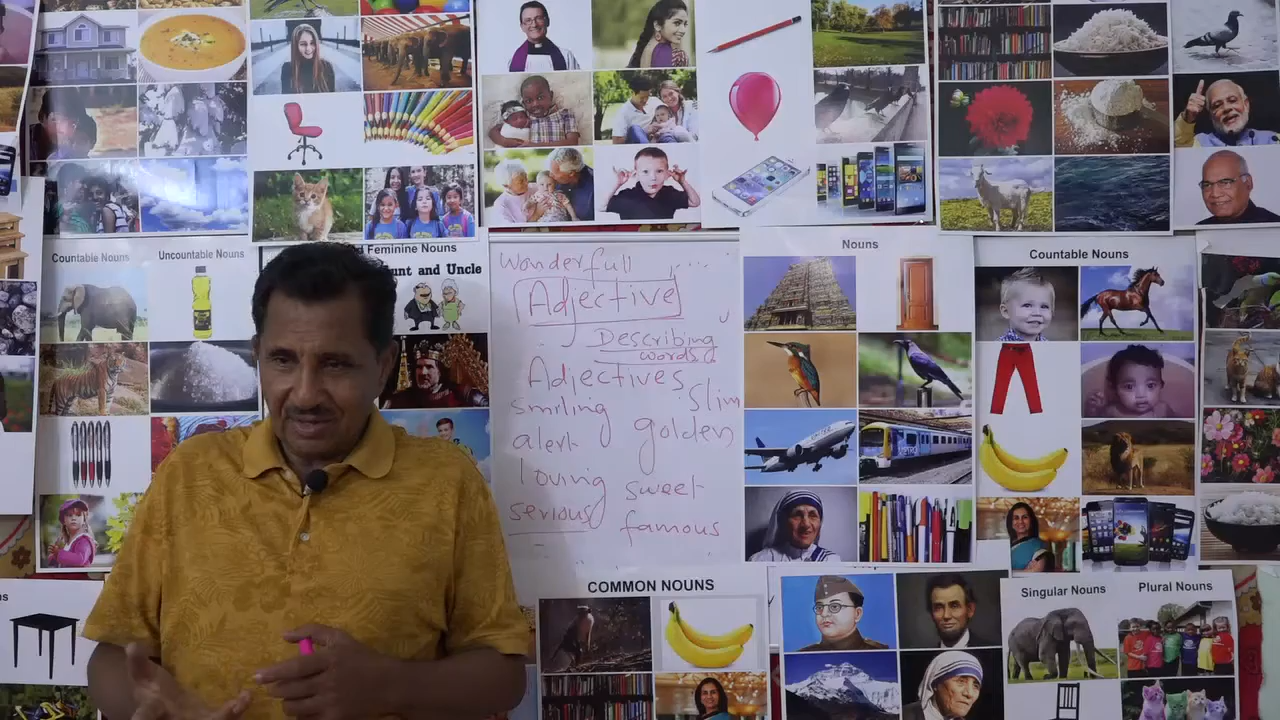 Feminine Nouns
Aunt and Uncle
Countable Nouns
Uncountable Nouns
wonderfull
Adjective
Describing
words
Adjectives
smiling Slim
alert golden
loving sweet
serious famous
Nouns
Countable Nouns
COMMON NOUNS
Singular Nouns
Plural Nouns